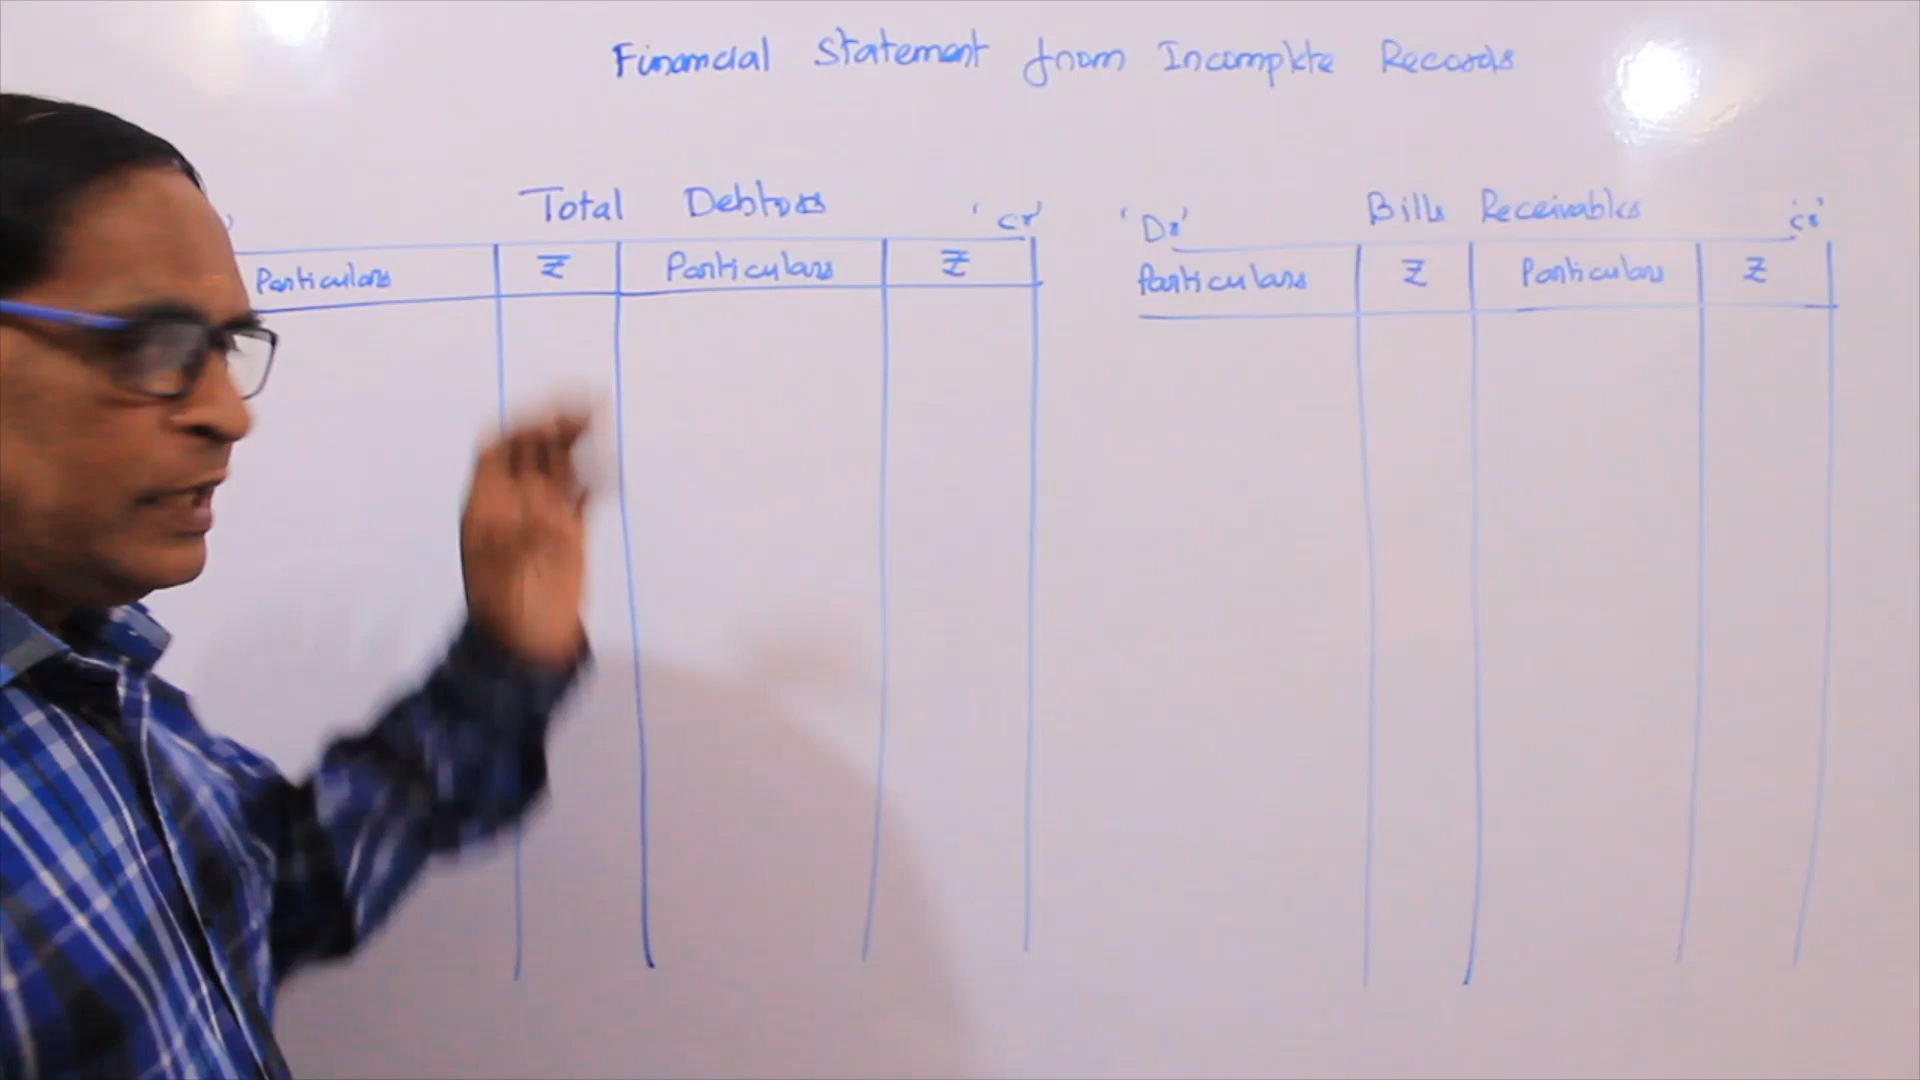 Financial Statement from Incomplete Records
Total Debtors 'Cr'
Particulars ₹ Particulars ₹
'Dr' Bills Receivables 'Cr'
Particulars ₹ Particulars ₹